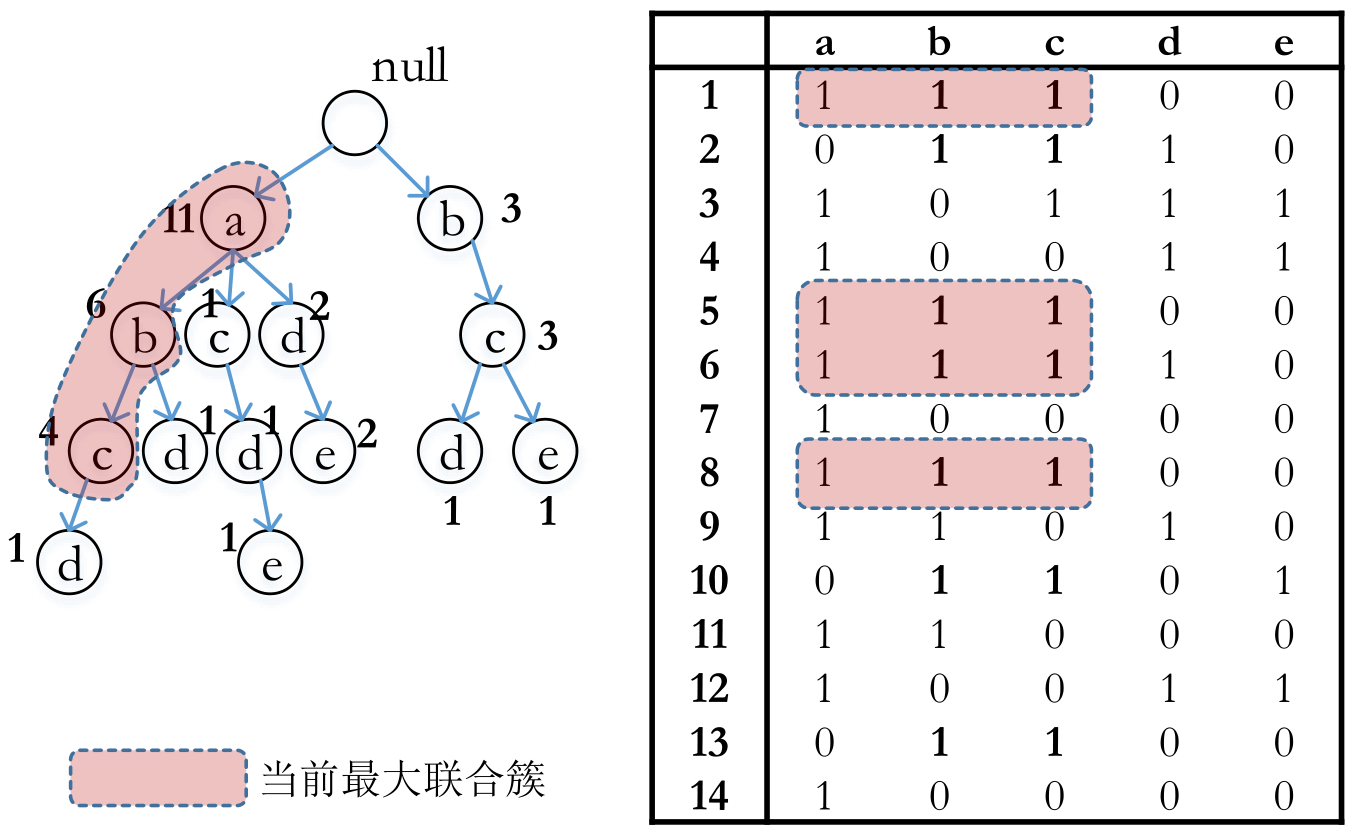 null
11 a
b 3
6 b
1 c
2 d
c 3
4 c
d 1
d 1
e 2
d
e
1
1
1 d
1 e
当前最大联合簇
a b c d e
1 1 1 1 0 0
2 0 1 1 1 0
3 1 0 1 1 1
4 1 0 0 1 1
5 1 1 1 0 0
6 1 1 1 1 0
7 1 0 0 0 0
8 1 1 1 0 0
9 1 1 0 1 0
10 0 1 1 0 1
11 1 1 0 0 0
12 1 0 0 1 1
13 0 1 1 0 0
14 1 0 0 0 0